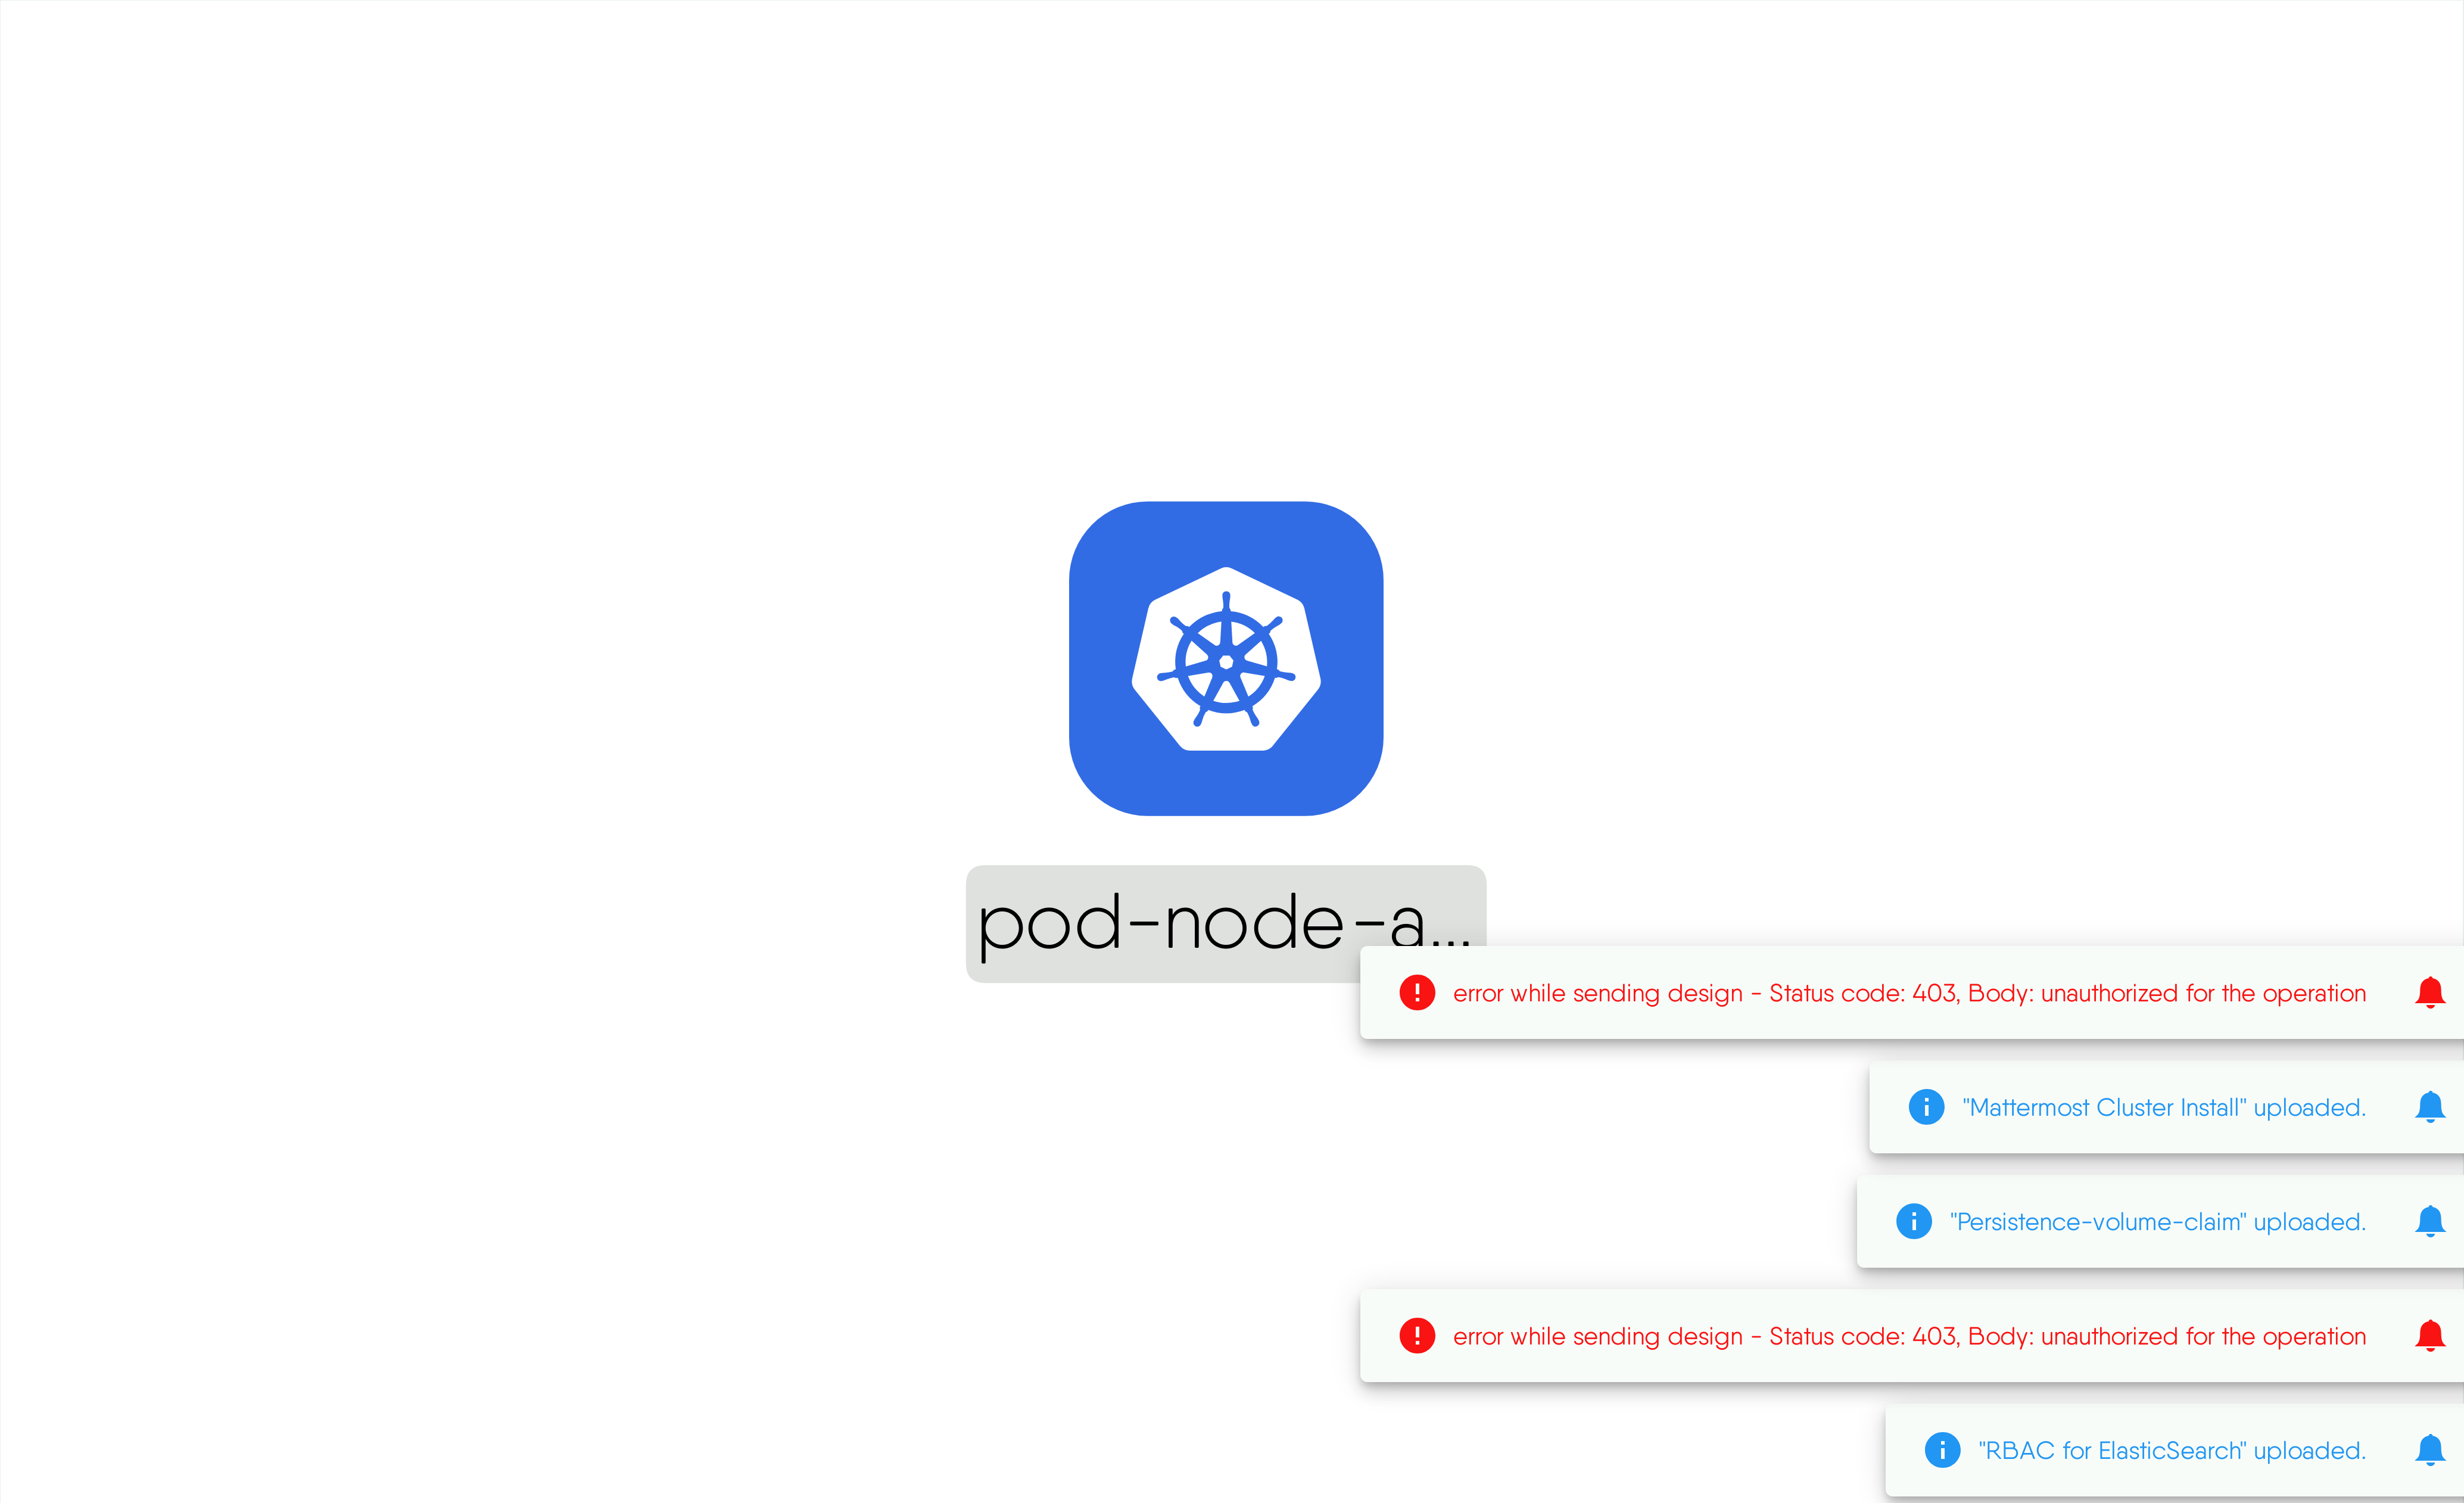 pod-node-a...
error while sending design - Status code: 403, Body: unauthorized for the operation
"Mattermost Cluster Install" uploaded.
"Persistence-volume-claim" uploaded.
error while sending design - Status code: 403, Body: unauthorized for the operation
"RBAC for ElasticSearch" uploaded.